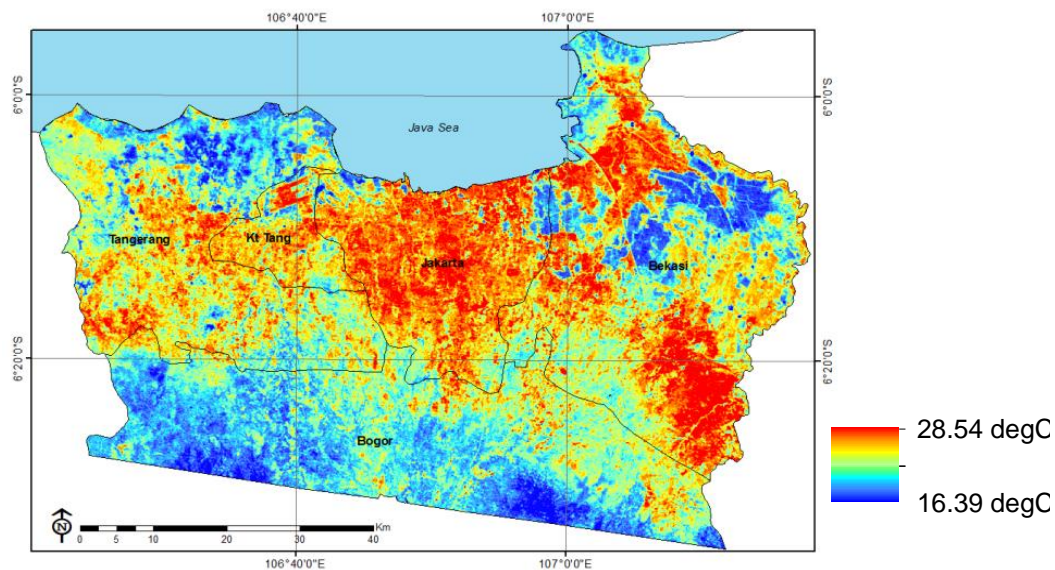 106°40'0"E
107°0'0"E
6°0'0"S
6°0'0"S
Java Sea
Tangerang
Kt Tang
Jakarta
Bekasi
6°20'0"S
6°20'0"S
Bogor
28.54 degC
16.39 degC
N
Km
0 5 10 20 30 40
106°40'0"E
107°0'0"E